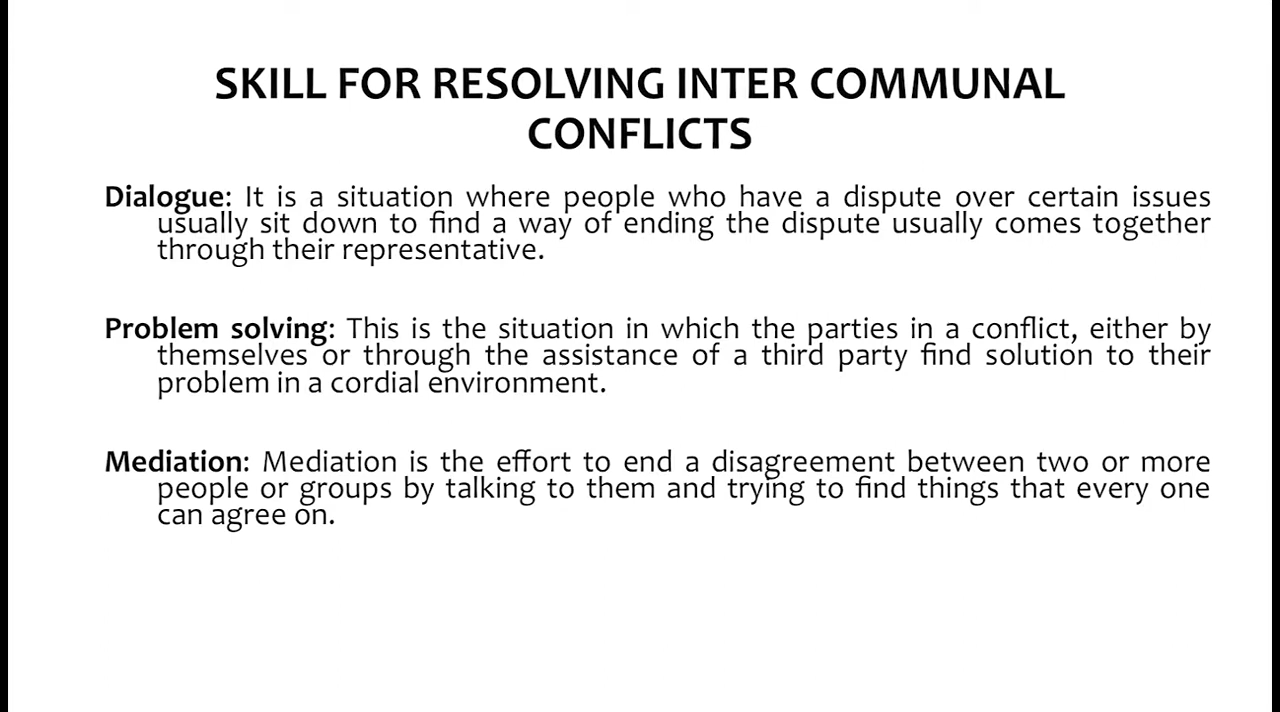 SKILL FOR RESOLVING INTER COMMUNAL
CONFLICTS
Dialogue: It is a situation where people who have a dispute over certain issues
usually sit down to find a way of ending the dispute usually comes together
through their representative.
Problem solving: This is the situation in which the parties in a conflict, either by
themselves or through the assistance of a third party find solution to their
problem in a cordial environment.
Mediation: Mediation is the effort to end a disagreement between two or more
people or groups by talking to them and trying to find things that every one
can agree on.